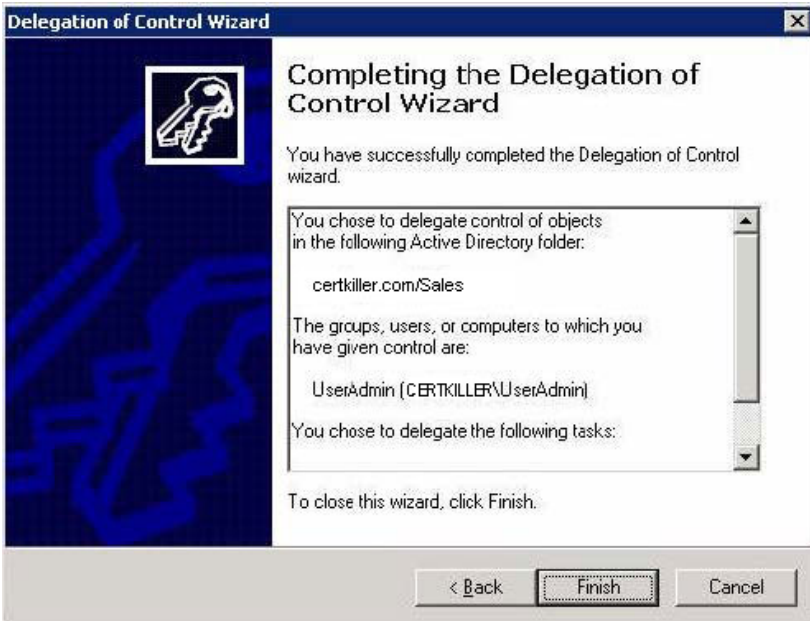 Delegation of Control Wizard
Completing the Delegation of
Control Wizard
You have successfully completed the Delegation of Control
wizard.
You chose to delegate control of objects
in the following Active Directory folder:
certkiller.com/Sales
The groups, users, or computers to which you
have given control are:
UserAdmin (CERTKILLER\UserAdmin)
You chose to delegate the following tasks:
To close this wizard, click Finish.
< Back
Finish
Cancel